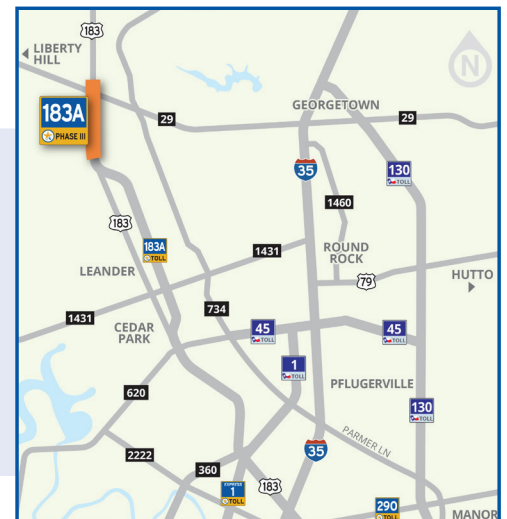 183
LIBERTY
HILL
N
183A
PHASE III
GEORGETOWN
29
29
35
130
TOLL
1460
183
183A
TOLL
1431
ROUND
ROCK
LEANDER
79
HUTTO
734
1431
CEDAR
PARK
45
TOLL
45
TOLL
1
TOLL
PFLUGERVILLE
620
130
TOLL
PARMER LN
2222
35
360
183
EXPRESS
1
TOLL
290
TOLL
MANOR